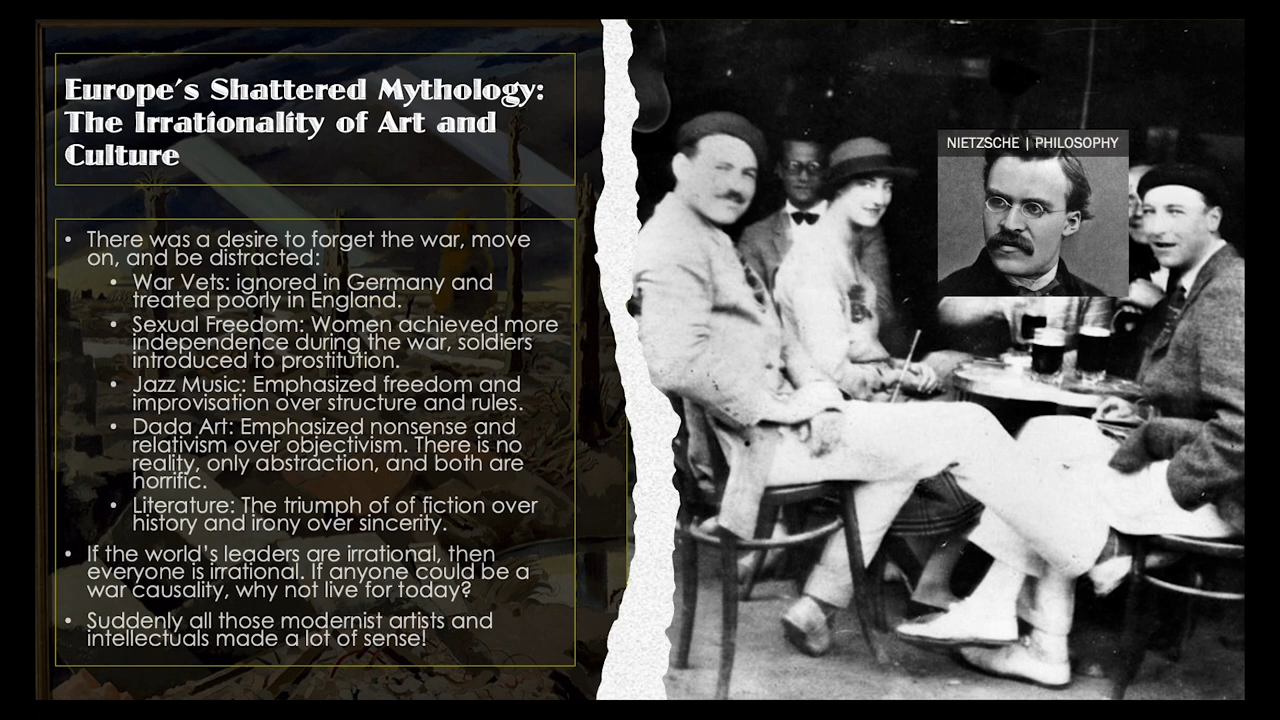 Europe's Shattered Mythology:
The Irrationality of Art and
Culture
• There was a desire to forget the war, move
on, and be distracted:
• War Vets: ignored in Germany and
treated poorly in England.
• Sexual Freedom: Women achieved more
independence during the war, soldiers
introduced to prostitution.
• Jazz Music: Emphasized freedom and
improvisation over structure and rules.
• Dada Art: Emphasized nonsense and
relativism over objectivism. There is no
reality, only abstraction, and both are
horrific.
• Literature: The triumph of of fiction over
history and irony over sincerity.
• If the world's leaders are irrational, then
everyone is irrational. If anyone could be a
war causality, why not live for today?
• Suddenly all those modernist artists and
intellectuals made a lot of sense!
NIETZSCHE | PHILOSOPHY